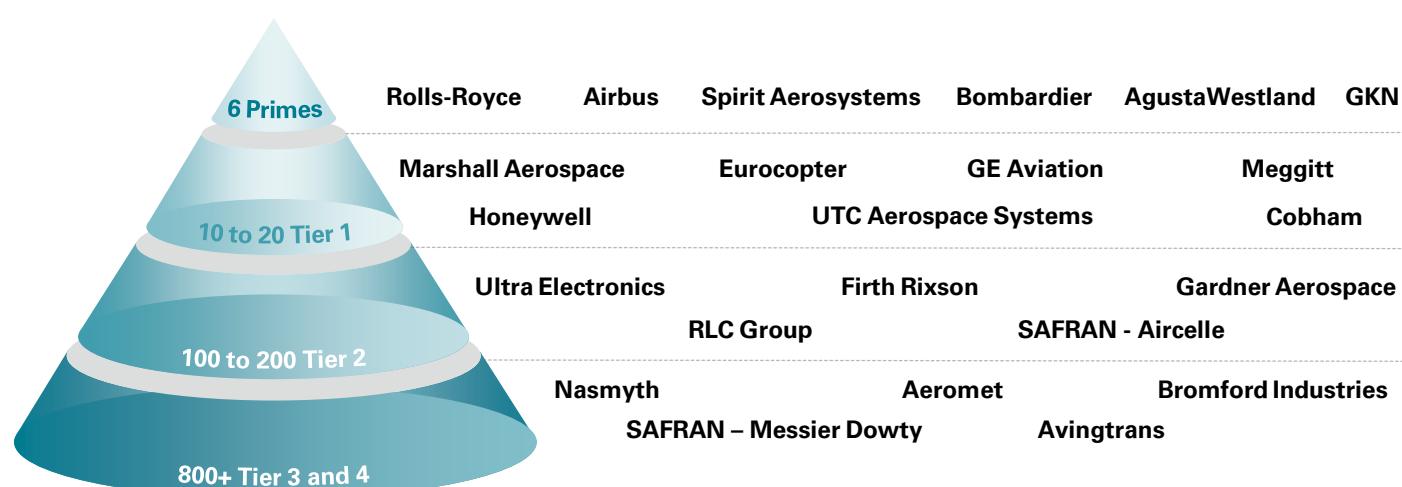 6 Primes
Rolls-Royce Airbus Spirit Aerosystems Bombardier AgustaWestland GKN
Marshall Aerospace Eurocopter GE Aviation Meggitt
10 to 20 Tier 1
Honeywell UTC Aerospace Systems Cobham
Ultra Electronics Firth Rixson Gardner Aerospace
100 to 200 Tier 2
RLC Group SAFRAN - Aircelle
Nasmyth Aeromet Bromford Industries
SAFRAN – Messier Dowty Avingtrans
800+ Tier 3 and 4